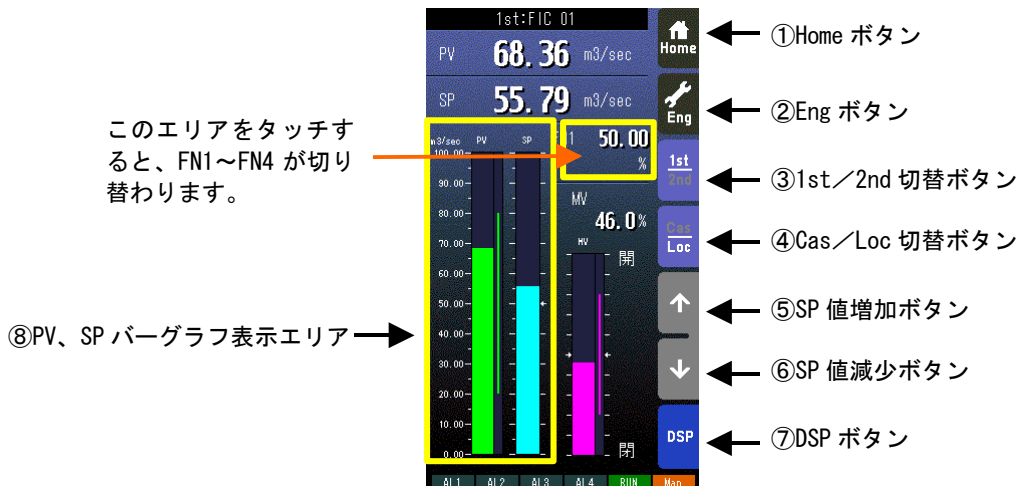 1st:FIC 01
PV 68.36 m3/sec
SP 55.79 m3/sec
1 50.00
%
m3/sec PV SP
100.00
90.00
80.00
70.00
60.00
50.00
40.00
30.00
20.00
10.00
0.00
MV
46.0%
MV
開
閉
AL1 AL2 AL3 AL4 RUN Man
Home
Eng
1st
2nd
Cas
Loc
DSP
このエリアをタッチす
ると、FN1～FN4 が切り
替わります。
⑧PV、SP バーグラフ表示エリア
①Home ボタン
②Eng ボタン
③1st／2nd 切替ボタン
④Cas／Loc 切替ボタン
⑤SP 値増加ボタン
⑥SP 値減少ボタン
⑦DSP ボタン